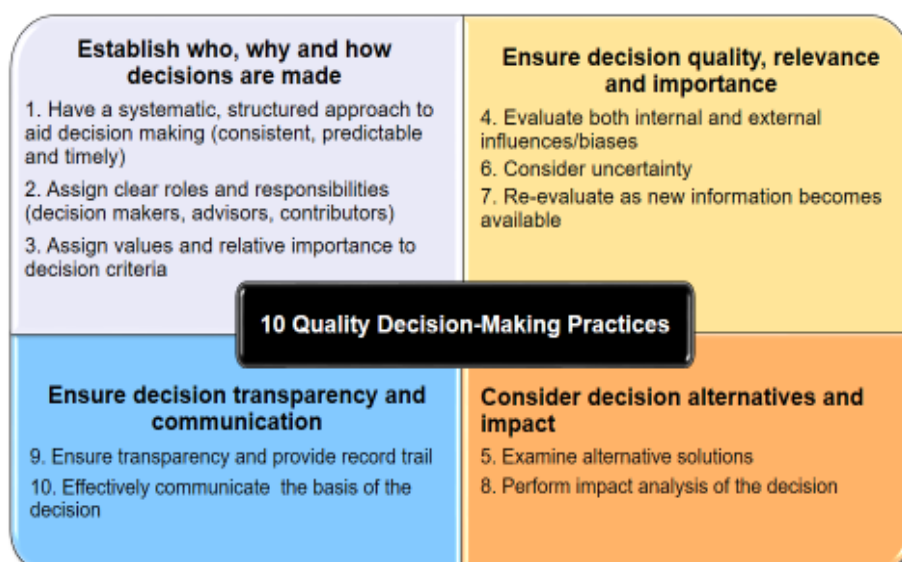 Establish who, why and how
decisions are made
1. Have a systematic, structured approach to
aid decision making (consistent, predictable
and timely)
2. Assign clear roles and responsibilities
(decision makers, advisors, contributors)
3. Assign values and relative importance to
decision criteria
Ensure decision quality, relevance
and importance
4. Evaluate both internal and external
influences/biases
6. Consider uncertainty
7. Re-evaluate as new information becomes
available
10 Quality Decision-Making Practices
Ensure decision transparency and
communication
9. Ensure transparency and provide record trail
10. Effectively communicate the basis of the
decision
Consider decision alternatives and
impact
5. Examine alternative solutions
8. Perform impact analysis of the decision